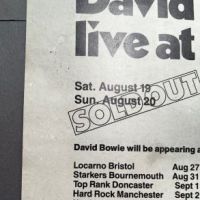 David
live at
Sat. August 19
Sun. August 20
SOLD OUT
David Bowie will be appearing a
Locarno Bristol Aug 27
Starkers Bournemouth Aug 31
Top Rank Doncaster Sept 1
Hard Rock Manchester Sept 2